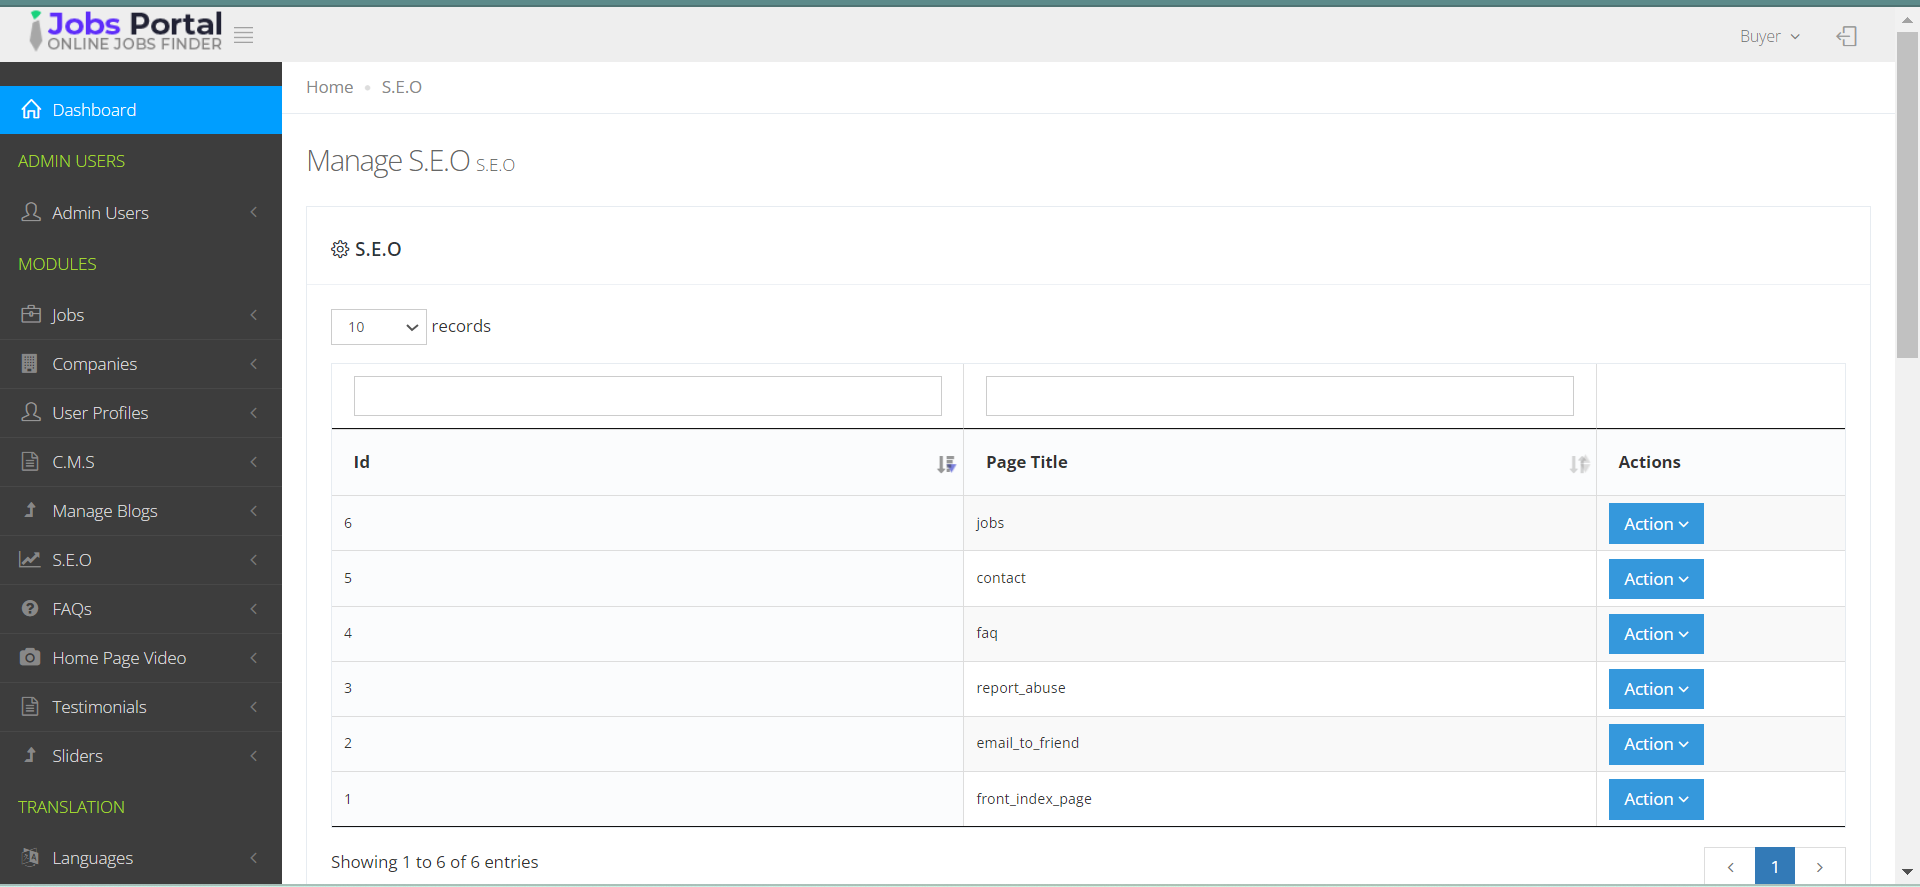 Jobs Portal
ONLINE JOBS FINDER
Buyer
Dashboard
ADMIN USERS
Admin Users
MODULES
Jobs
Companies
User Profiles
C.M.S
Manage Blogs
S.E.O
FAQs
Home Page Video
Testimonials
Sliders
TRANSLATION
Languages
Home S.E.O
Manage S.E.O S.E.O
S.E.O
10 records
Id Page Title Actions
6 jobs Action
5 contact Action
4 faq Action
3 report_abuse Action
2 email_to_friend Action
1 front_index_page Action
Showing 1 to 6 of 6 entries
1